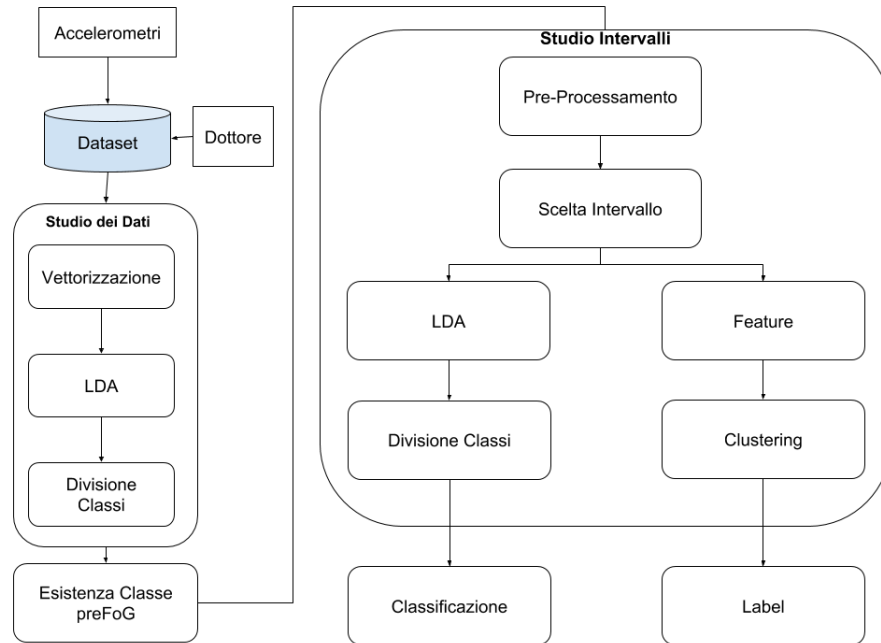 Accelerometri
Dataset
Dottore
Studio dei Dati
Vettorizzazione
LDA
Divisione
Classi
Esistenza Classe
preFoG
Studio Intervalli
Pre-Processamento
Scelta Intervallo
LDA
Feature
Divisione Classi
Clustering
Classificazione
Label